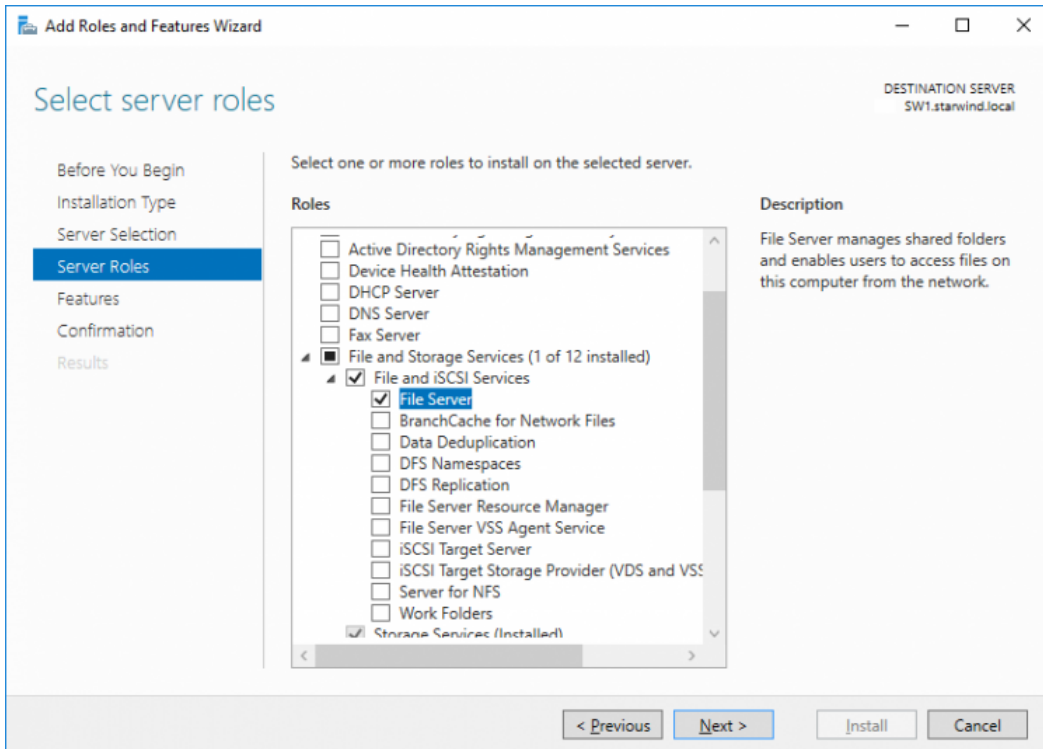 Add Roles and Features Wizard
Select server roles
DESTINATION SERVER
SW1.starwind.local
Before You Begin
Installation Type
Server Selection
Server Roles
Features
Confirmation
Results
Select one or more roles to install on the selected server.
Roles
Active Directory Rights Management Services
Device Health Attestation
DHCP Server
DNS Server
Fax Server
File and Storage Services (1 of 12 installed)
File and iSCSI Services
File Server
BranchCache for Network Files
Data Deduplication
DFS Namespaces
DFS Replication
File Server Resource Manager
File Server VSS Agent Service
iSCSI Target Server
iSCSI Target Storage Provider (VDS and VSS
Server for NFS
Work Folders
Storage Services (Installed)
Description
File Server manages shared folders
and enables users to access files on
this computer from the network.
< Previous
Next >
Install
Cancel